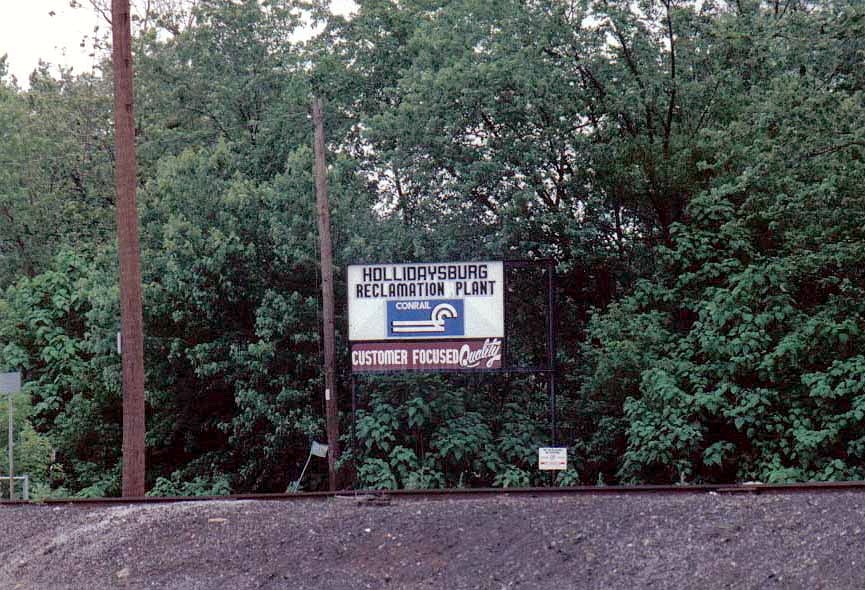 HOLLIDAYSBURG
RECLAMATION PLANT
CONRAIL
CUSTOMER FOCUSED Quality